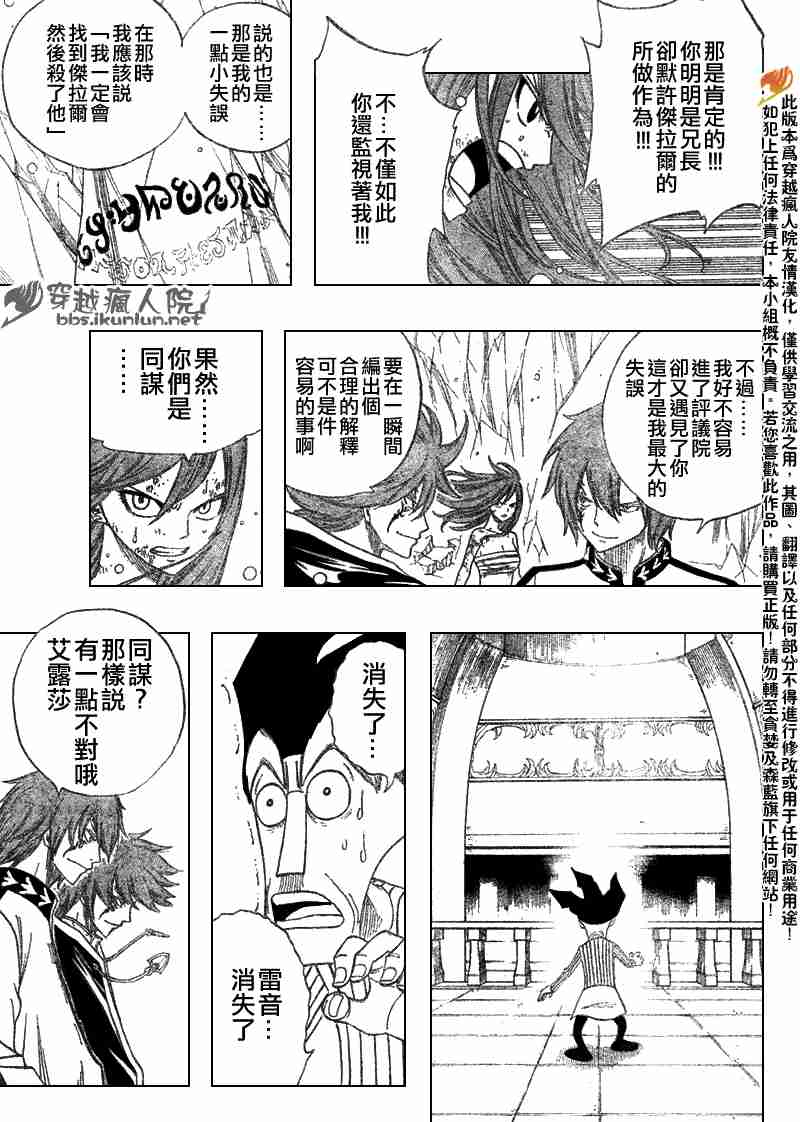 那是肯定的!!!
你明明是兄長
卻默許傑拉爾的
所做作為!!!
不…不僅如此
你還監視著我!!!
說的也是…
那是我的
一點小失誤
在那時
我應該說
「我一定會
找到傑拉爾
然後殺了他」
穿越瘋人院
bbs.ikunlun.net
不過……
我好不容易
進了評議院
卻又遇見了你
這才是我最大的
失誤
要在一瞬間
編出個
合理的解釋
可不是件
容易的事啊
果然……
你們是
同謀
……
消失了…
雷音…
消失了
同謀？
那樣說
有一點不對哦
艾露莎
此版本爲穿越瘋人院友情漢化，僅供學習交流之用，其圖、翻譯以及任何部分不得進行修改或用于任何商業用途！
如犯上任何法律責任，本小組概不負責。若您喜歡此作品，請購買正版！請勿轉至貪婪及森藍旗下任何網站！